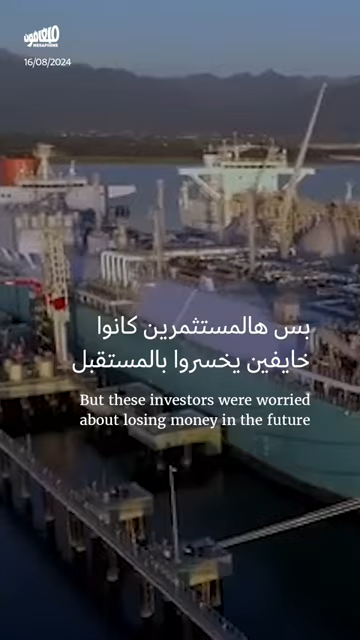 ميغافون
MEGAPHONE
16/08/2024
بس هالمستثمرين كانوا
خايفين يخسروا بالمستقبل
But these investors were worried
about losing money in the future